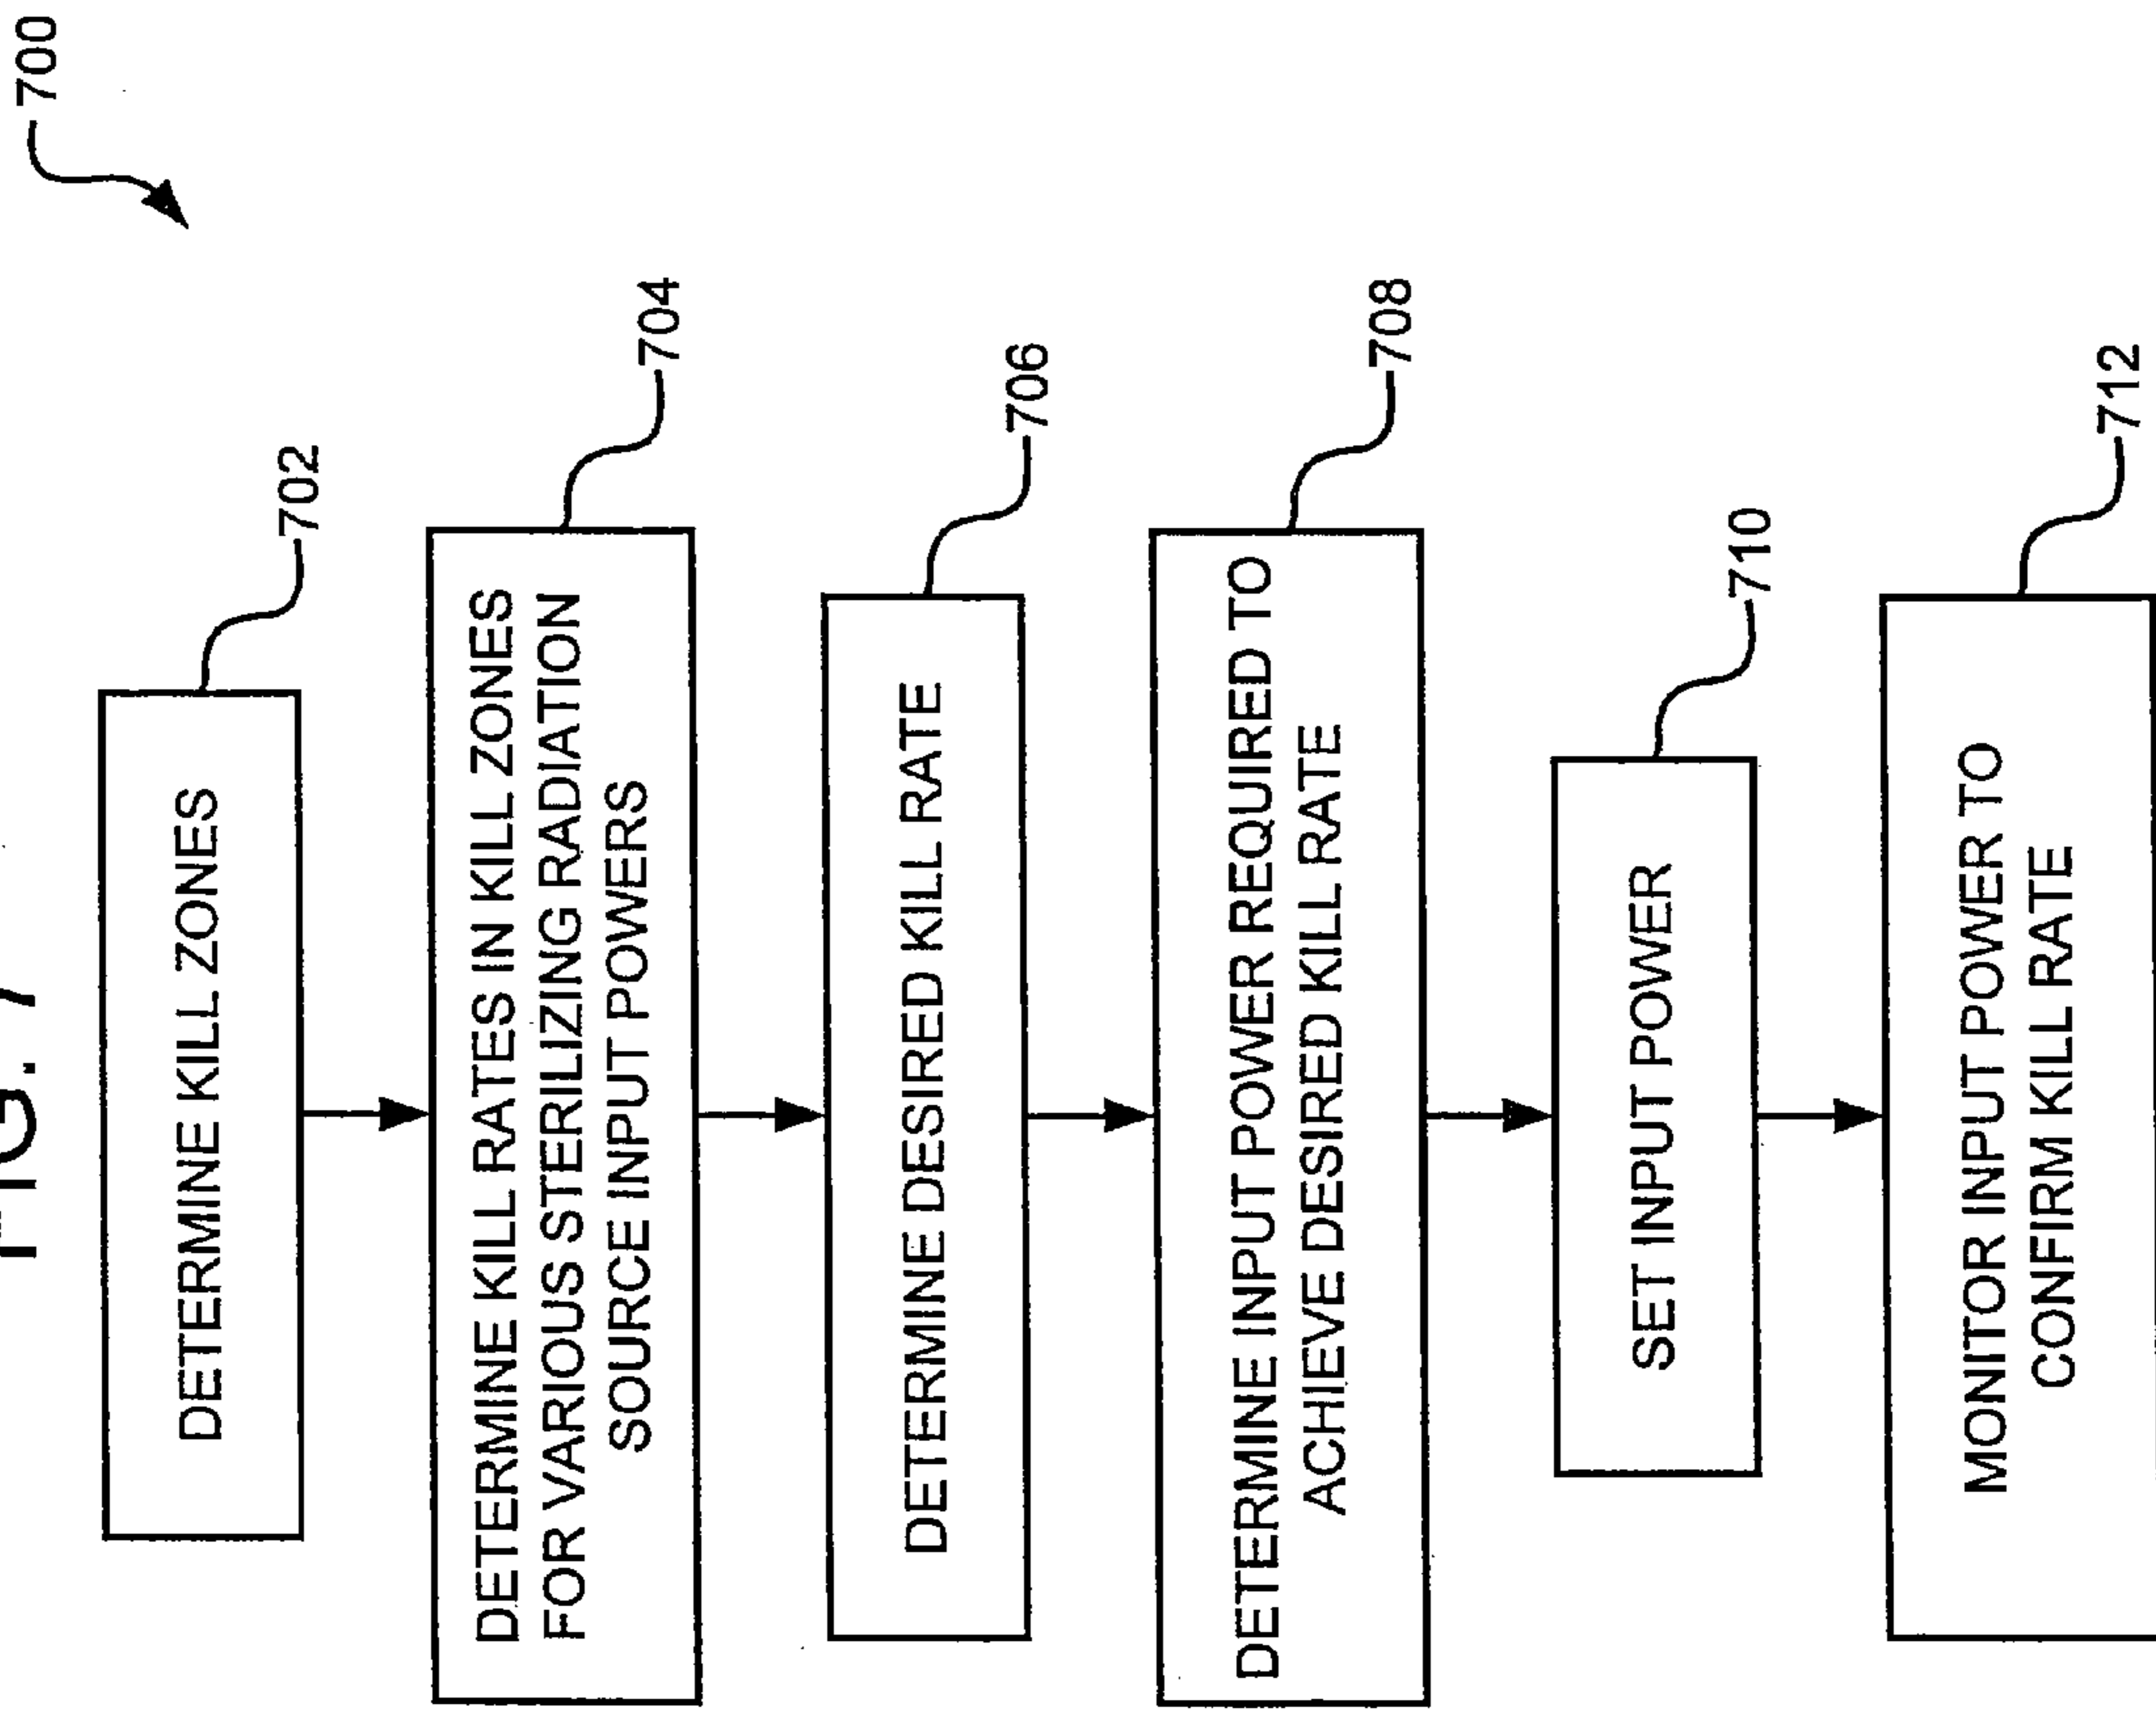 FIG. 7
700
DETERMINE KILL ZONES
702
DETERMINE KILL RATES IN KILL ZONES
FOR VARIOUS STERILIZING RADIATION
SOURCE INPUT POWERS
704
DETERMINE DESIRED KILL RATE
706
DETERMINE INPUT POWER REQUIRED TO
ACHIEVE DESIRED KILL RATE
708
SET INPUT POWER
710
MONITOR INPUT POWER TO
CONFIRM KILL RATE
712